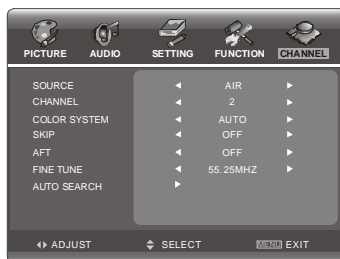 PICTURE AUDIO SETTING FUNCTION CHANNEL
SOURCE AIR
CHANNEL 2
COLOR SYSTEM AUTO
SKIP OFF
AFT OFF
FINE TUNE 55.25MHZ
AUTO SEARCH
ADJUST SELECT MENU EXIT